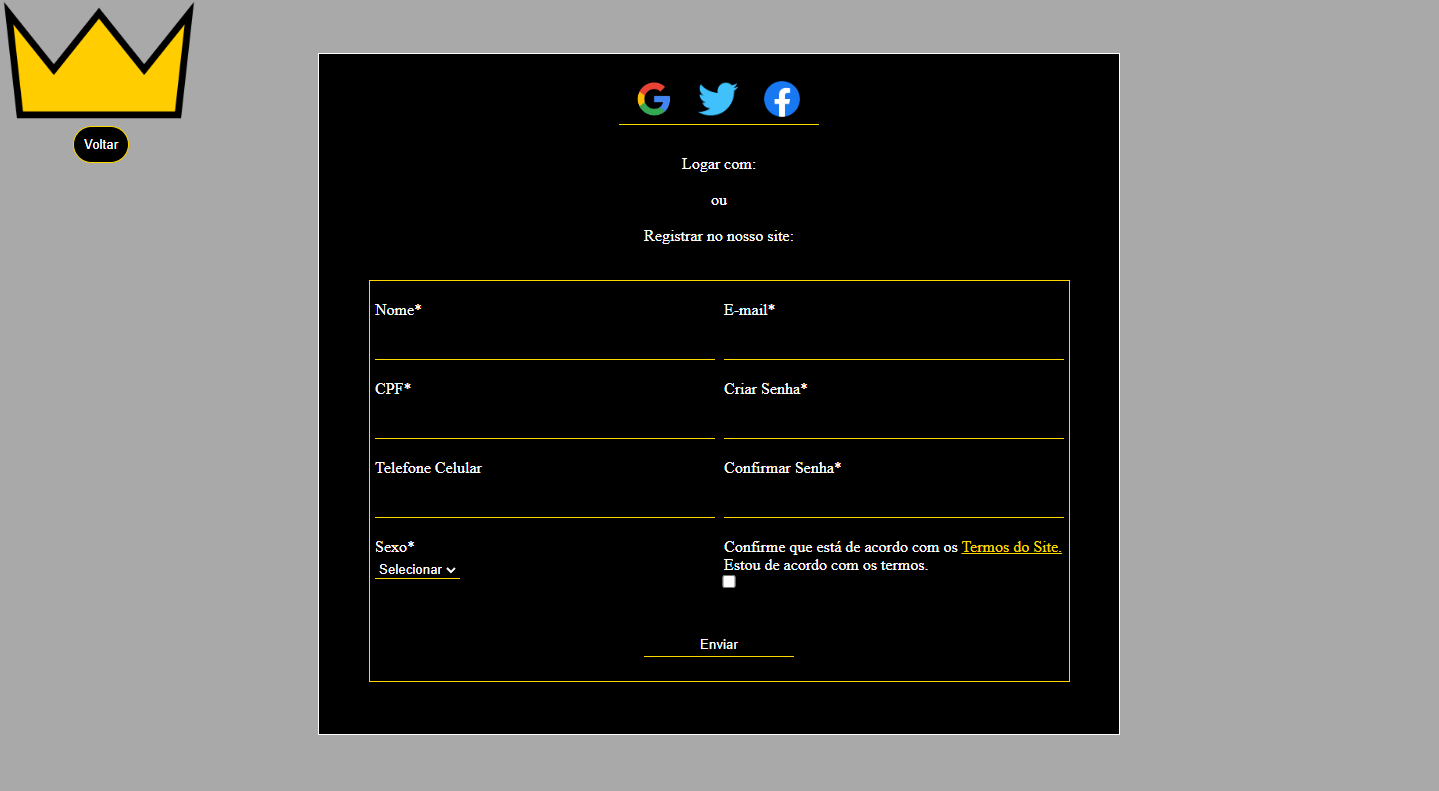 Voltar
Logar com:
ou
Registrar no nosso site:
Nome*
E-mail*
CPF*
Criar Senha*
Telefone Celular
Confirmar Senha*
Sexo*
Selecionar
Confirme que está de acordo com os Termos do Site.
Estou de acordo com os termos.
Enviar